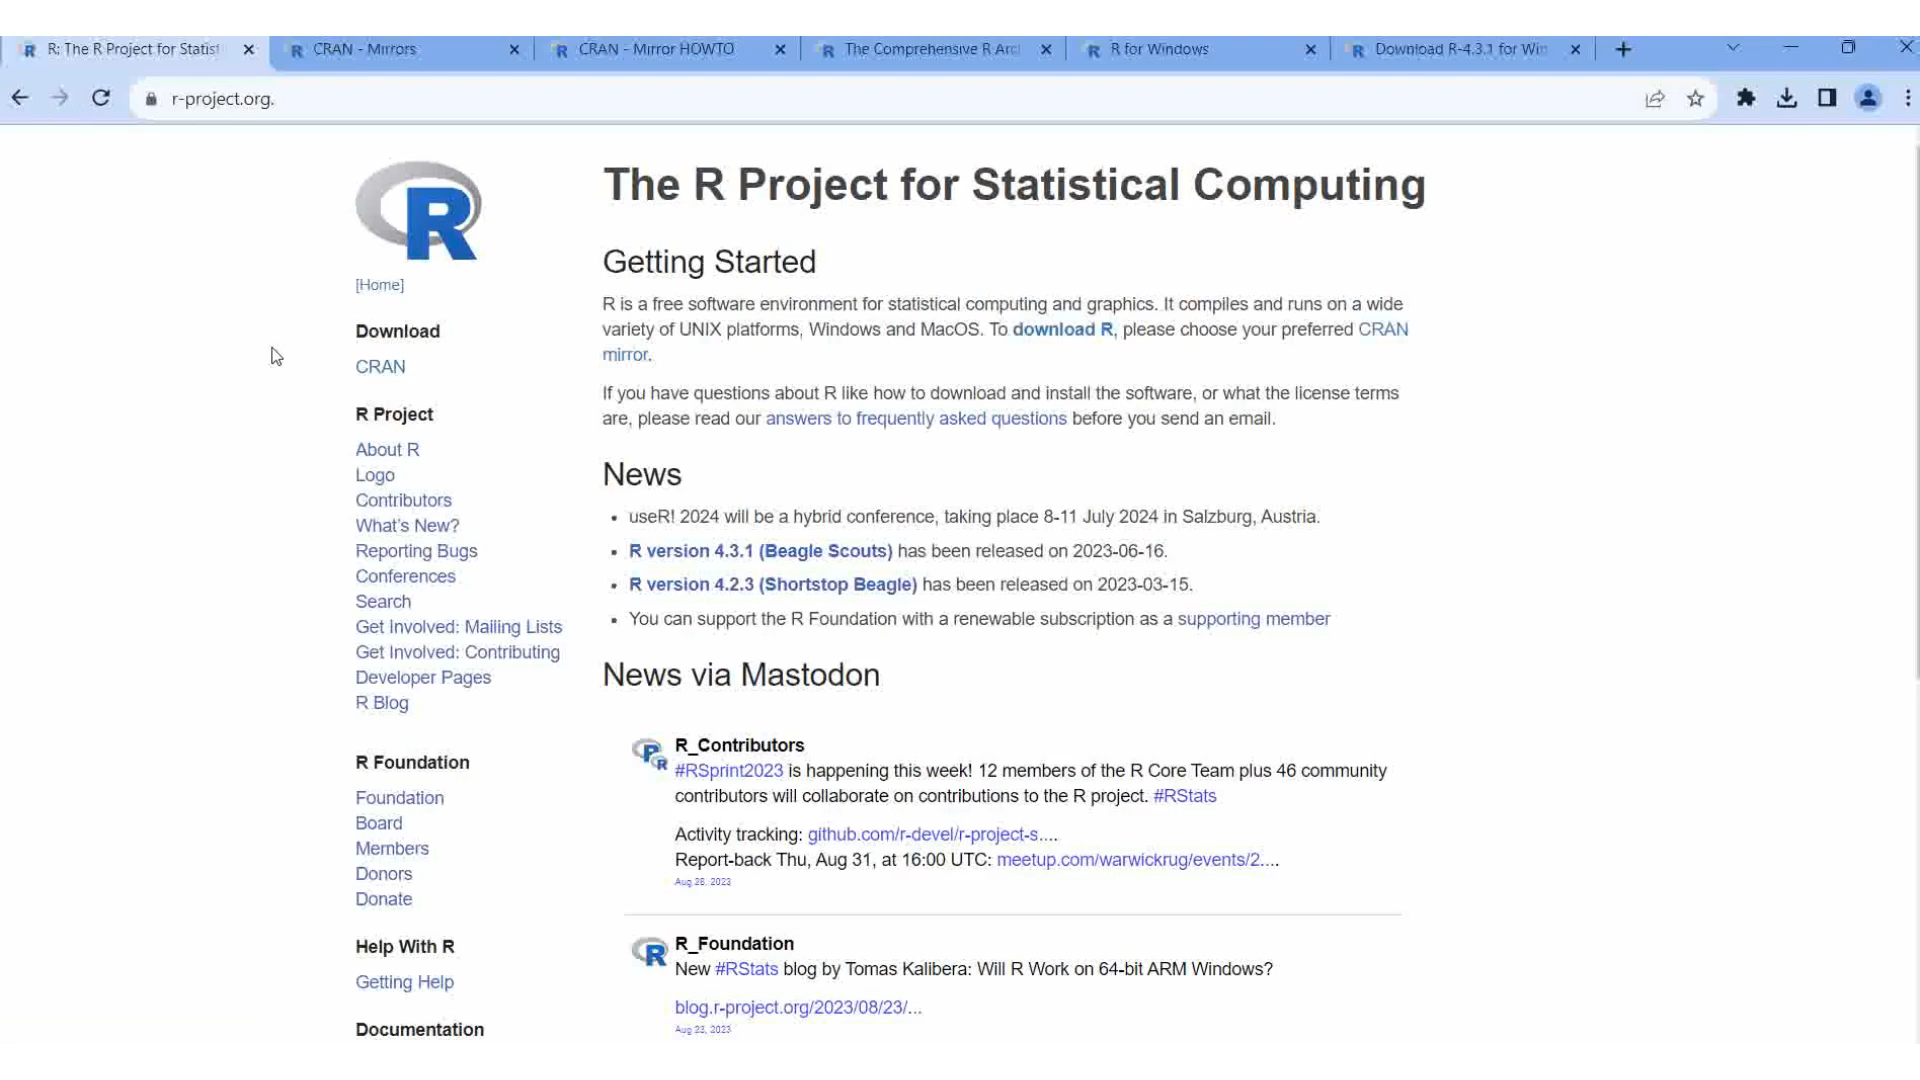 R: The R Project for Statist
CRAN - Mirrors
CRAN - Mirror HOWTO
The Comprehensive R Arc
R for Windows
Download R-4.3.1 for Win
r-project.org.
R
[Home]
Download
CRAN
R Project
About R
Logo
Contributors
What's New?
Reporting Bugs
Conferences
Search
Get Involved: Mailing Lists
Get Involved: Contributing
Developer Pages
R Blog
R Foundation
Foundation
Board
Members
Donors
Donate
Help With R
Getting Help
Documentation
The R Project for Statistical Computing
Getting Started
R is a free software environment for statistical computing and graphics. It compiles and runs on a wide
variety of UNIX platforms, Windows and MacOS. To download R, please choose your preferred CRAN
mirror.
If you have questions about R like how to download and install the software, or what the license terms
are, please read our answers to frequently asked questions before you send an email.
News
• useR! 2024 will be a hybrid conference, taking place 8-11 July 2024 in Salzburg, Austria.
• R version 4.3.1 (Beagle Scouts) has been released on 2023-06-16.
• R version 4.2.3 (Shortstop Beagle) has been released on 2023-03-15.
• You can support the R Foundation with a renewable subscription as a supporting member
News via Mastodon
R_Contributors
#RSprint2023 is happening this week! 12 members of the R Core Team plus 46 community
contributors will collaborate on contributions to the R project. #RStats
Activity tracking: github.com/r-devel/r-project-s....
Report-back Thu, Aug 31, at 16:00 UTC: meetup.com/warwickrug/events/2....
Aug 28, 2023
R_Foundation
New #RStats blog by Tomas Kalibera: Will R Work on 64-bit ARM Windows?
blog.r-project.org/2023/08/23/...
Aug 23, 2023